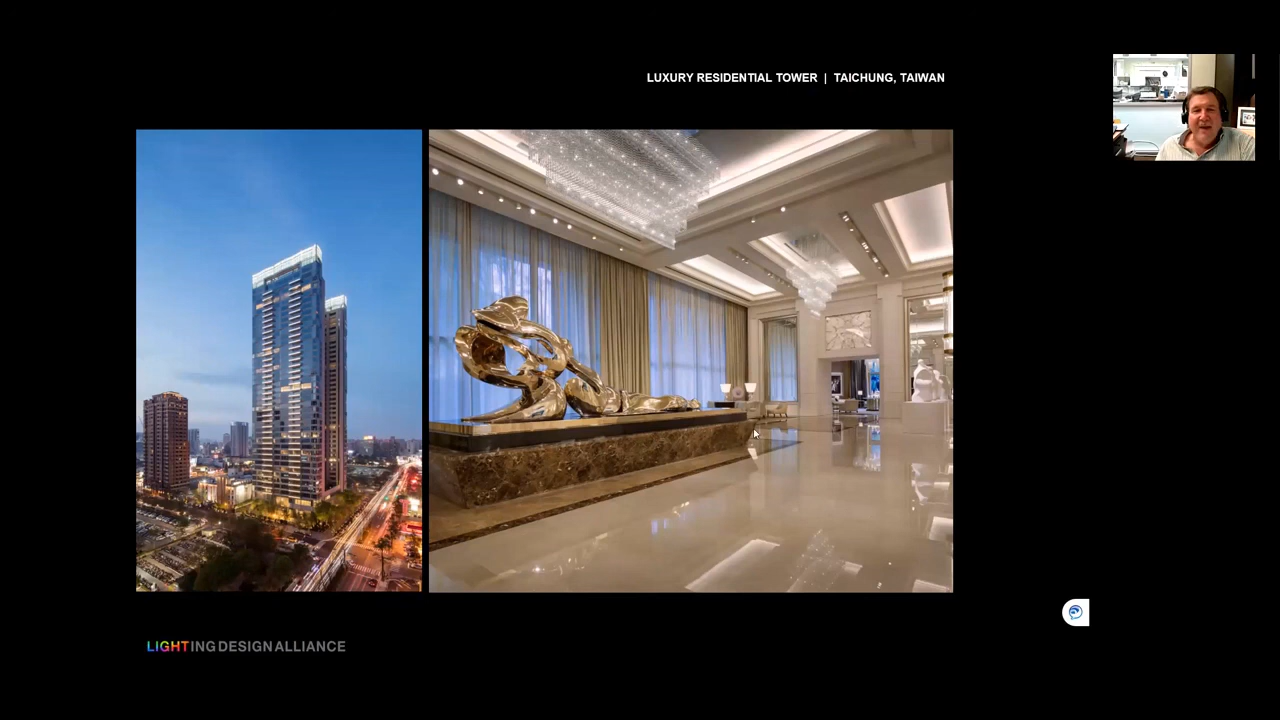 LUXURY RESIDENTIAL TOWER | TAICHUNG, TAIWAN
LIGHTING DESIGN ALLIANCE